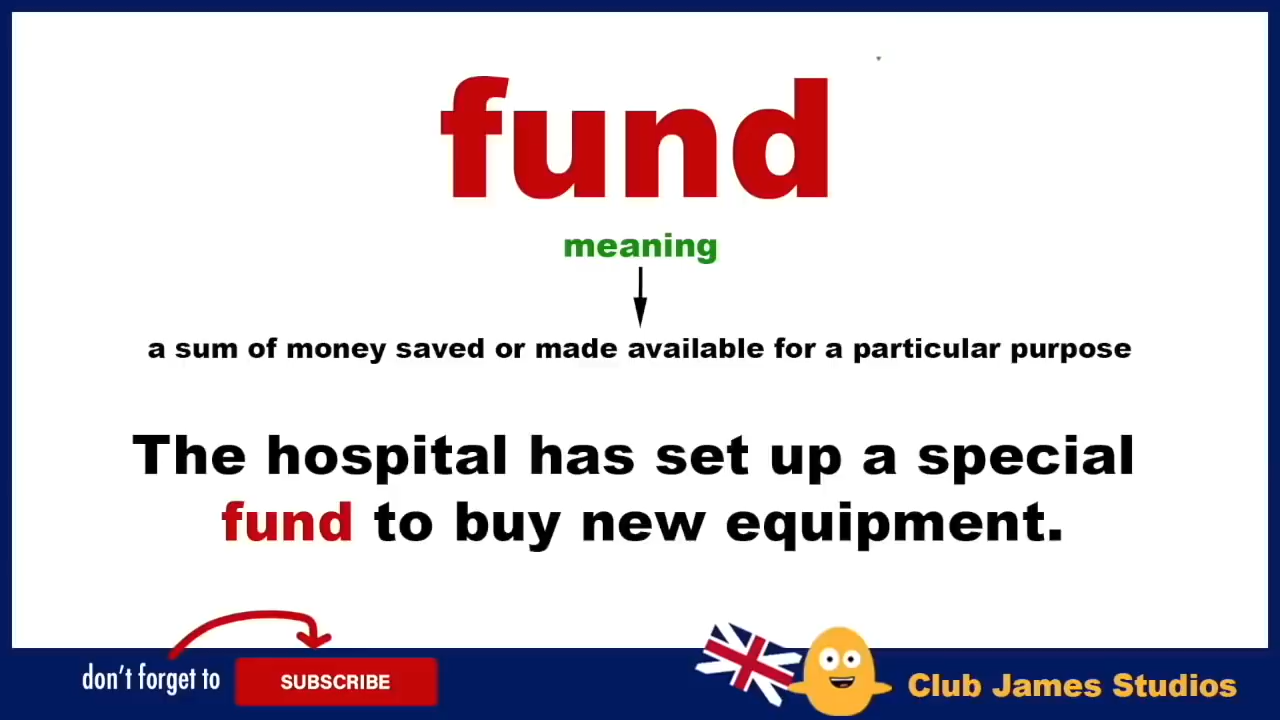 fund
meaning
a sum of money saved or made available for a particular purpose
The hospital has set up a special
fund to buy new equipment.
don't forget to SUBSCRIBE
Club James Studios